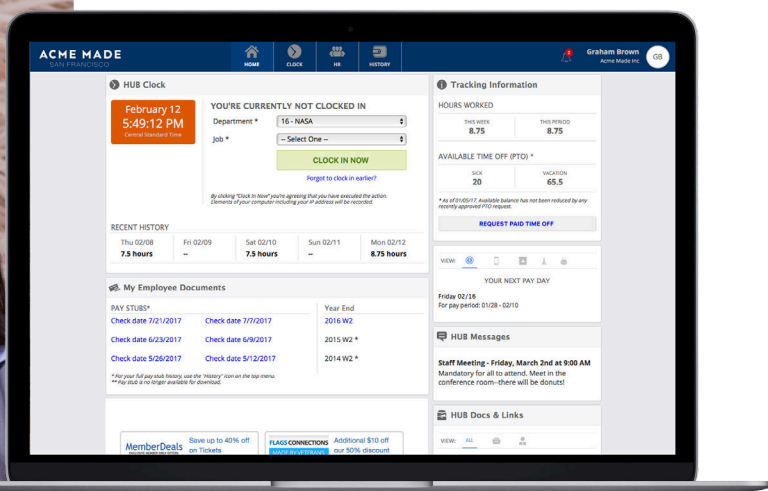 ACME MADE
SAN FRANCISCO
HOME
CLOCK
HR
HISTORY
2
Graham Brown
Acme Made Inc
GB
HUB Clock
February 12
5:49:12 PM
Central Standard Time
YOU'RE CURRENTLY NOT CLOCKED IN
Department *
16 - NASA
Job *
-- Select One --
CLOCK IN NOW
Forgot to clock in earlier?
By clicking "Clock In Now" you're agreeing that you have executed the action.
Elements of your computer including your IP address will be recorded.
RECENT HISTORY
Thu 02/08
Fri 02/09
Sat 02/10
Sun 02/11
Mon 02/12
7.5 hours
--
7.5 hours
--
8.75 hours
My Employee Documents
PAY STUBS*
Year End
Check date 7/21/2017
Check date 7/7/2017
2016 W2
Check date 6/23/2017
Check date 6/9/2017
2015 W2 *
Check date 5/26/2017
Check date 5/12/2017
2014 W2 *
* For your full pay stub history, use the "History" icon on the top menu.
** Pay stub is no longer available for download.
MemberDeals
EXCLUSIVE MEMBER ONLY OFFERS
Save up to 40% off
on Tickets
FLAGS CONNECTIONS
MADE BY VETERANS
Additional $10 off
our 50% discount
Tracking Information
HOURS WORKED
THIS WEEK
8.75
THIS PERIOD
8.75
AVAILABLE TIME OFF (PTO) *
SICK
20
VACATION
65.5
* As of 01/05/17. Available balance has not been reduced by any
recently approved PTO request.
REQUEST PAID TIME OFF
VIEW:
YOUR NEXT PAY DAY
Friday 02/16
For pay period: 01/28 - 02/10
HUB Messages
Staff Meeting - Friday, March 2nd at 9:00 AM
Mandatory for all to attend. Meet in the
conference room--there will be donuts!
HUB Docs & Links
VIEW:
ALL